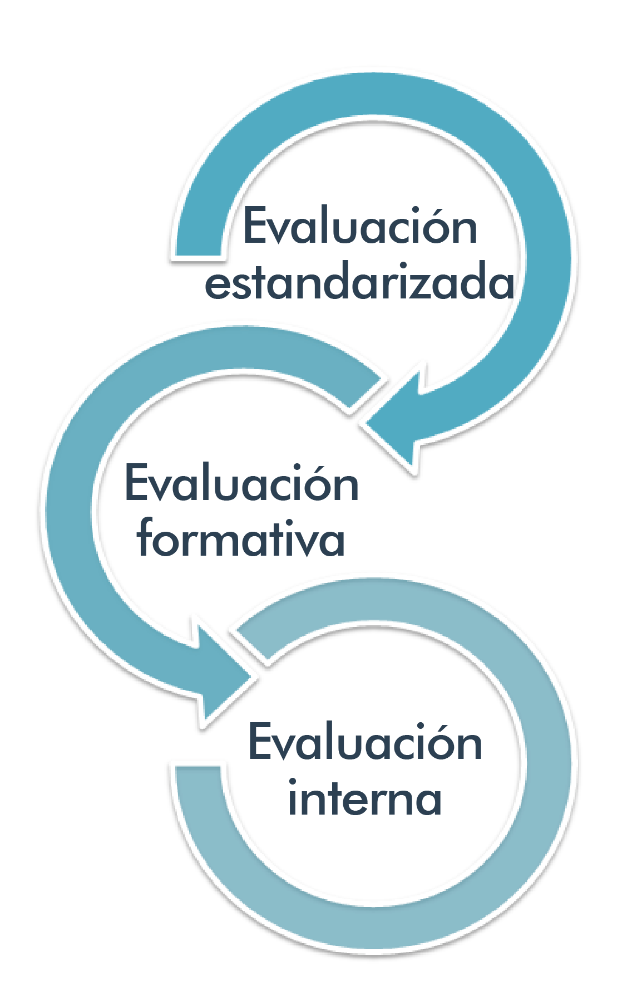 Evaluación
estandarizada
Evaluación
formativa
Evaluación
interna